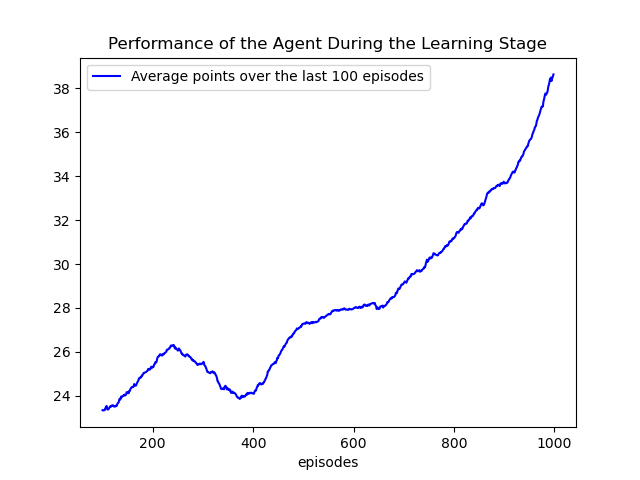 Performance of the Agent During the Learning Stage
Average points over the last 100 episodes
38
36
34
32
30
28
26
24
200 400 600 800 1000
episodes